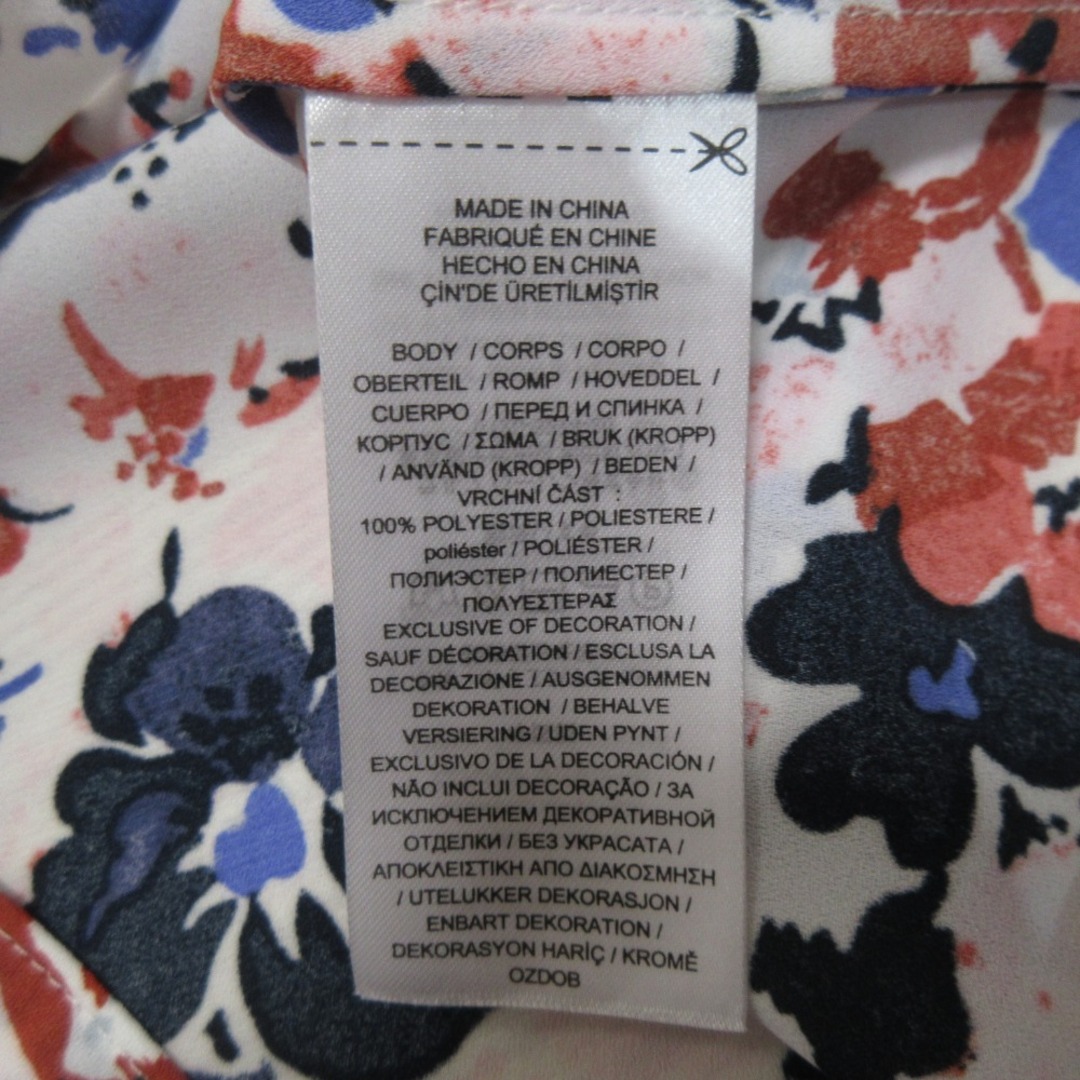 MADE IN CHINA
FABRIQUÉ EN CHINE
HECHO EN CHINA
ÇİN'DE ÜRETİLMİŞTİR
BODY / CORPS / CORPO /
OBERTEIL / ROMP / HOVEDDEL /
CUERPO / ПЕРЕД И СПИНКА /
КОРПУС / ΣΩΜΑ / BRUK (KROPP)
/ ANVÄND (KROPP) / BEDEN /
VRCHNÍ ČÁST :
100% POLYESTER / POLIESTERE /
poliéster / POLIÉSTER /
ПОЛИЭСТЕР / ПОЛИЕСТЕР /
ΠΟΛΥΕΣΤΕΡΑΣ
EXCLUSIVE OF DECORATION /
SAUF DÉCORATION / ESCLUSA LA
DECORAZIONE / AUSGENOMMEN
DEKORATION / BEHALVE
VERSIERING / UDEN PYNT /
EXCLUSIVO DE LA DECORACIÓN /
NÃO INCLUI DECORAÇÃO / ЗА
ИСКЛЮЧЕНИЕМ ДЕКОРАТИВНОЙ
ОТДЕЛКИ / БЕЗ УКРАСАТА /
ΑΠΟΚΛΕΙΣΤΙΚΗ ΑΠΟ ΔΙΑΚΟΣΜΗΣΗ
/ UTELUKKER DEKORASJON /
ENBART DEKORATION /
DEKORASYON HARİÇ / KROMĚ
OZDOB